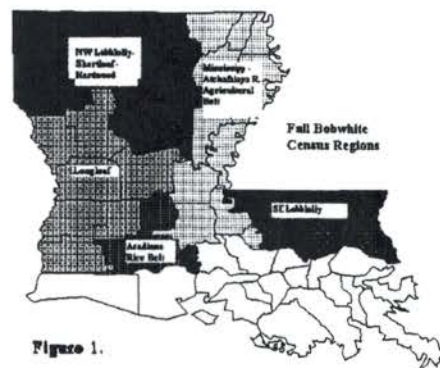 NW Loblolly-
Shortleaf-
Hardwood
Mississippi -
Atchafalaya R.
Agricultural
Belt
Fall Bobwhite
Census Regions
Longleaf
SE Loblolly
Acadiana
Rice Belt
Figure 1.